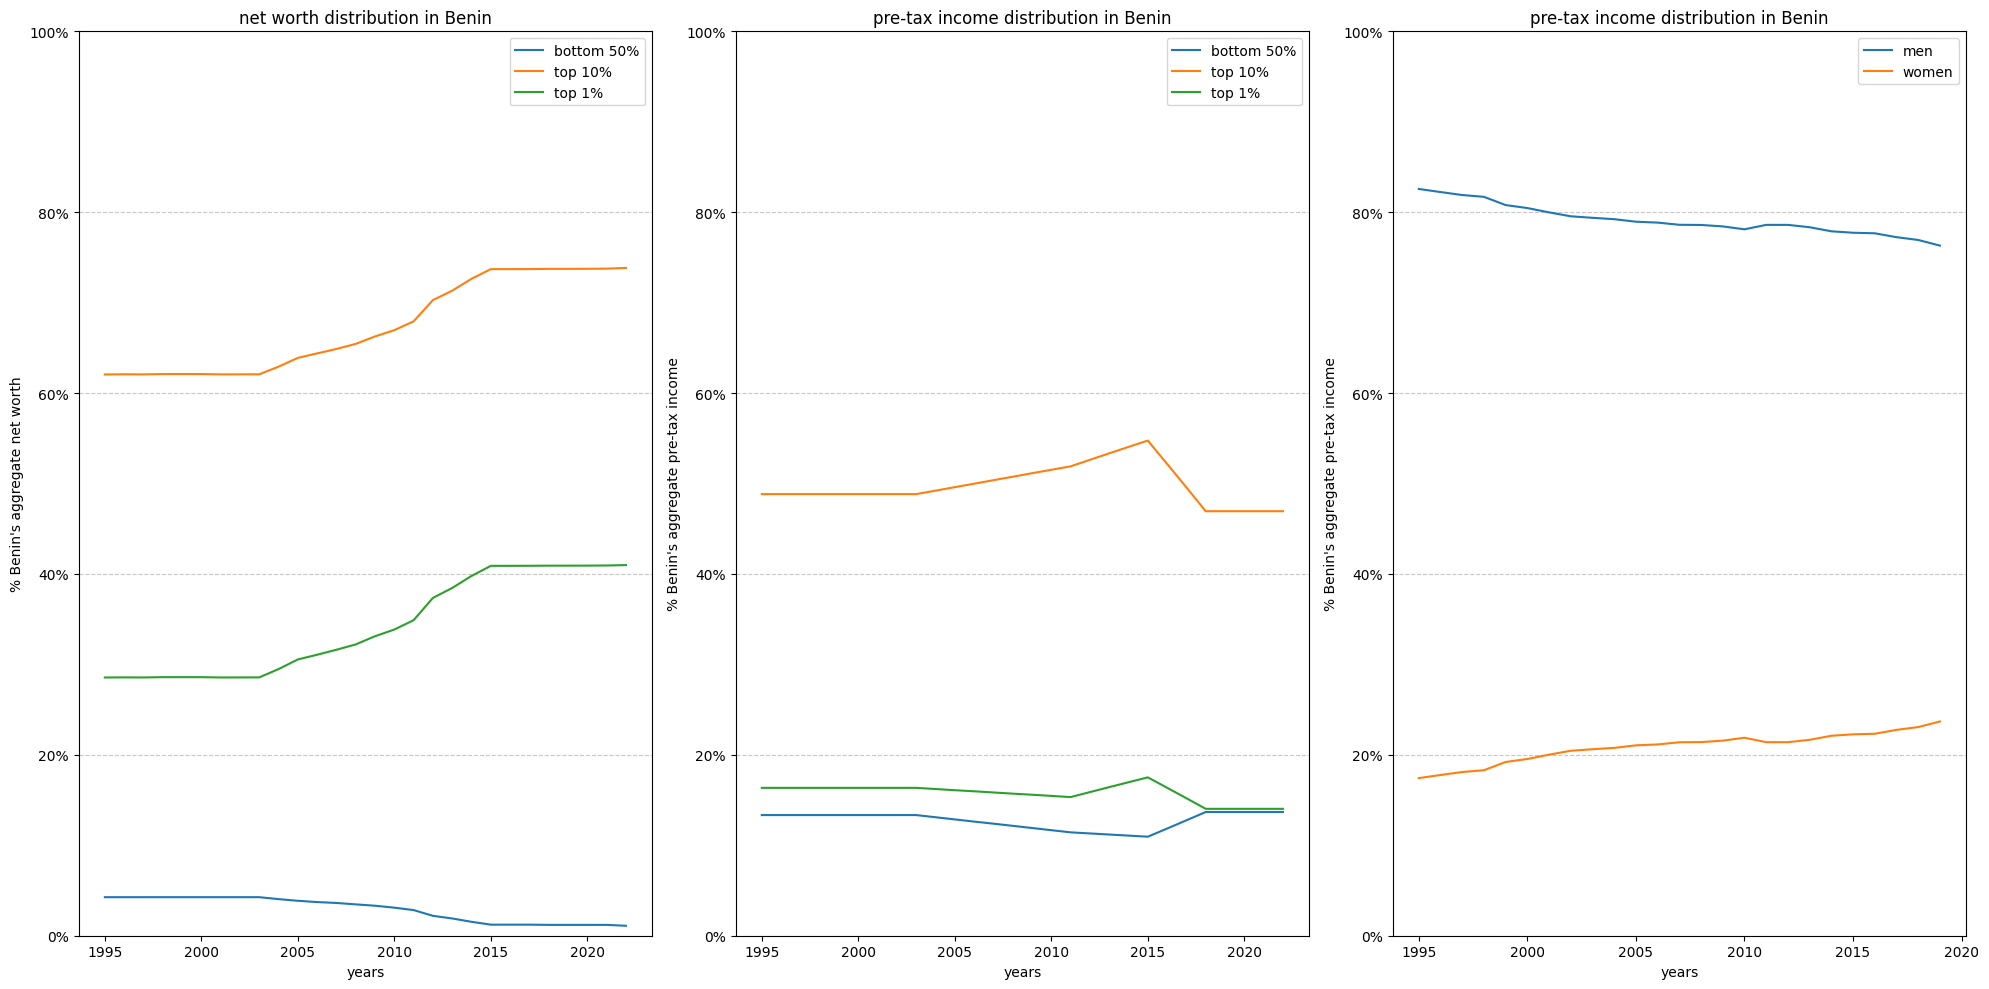 net worth distribution in Benin
100%
80%
60%
40%
20%
0%
% Benin's aggregate net worth
bottom 50%
top 10%
top 1%
1995 2000 2005 2010 2015 2020
years
pre-tax income distribution in Benin
100%
80%
60%
40%
20%
0%
% Benin's aggregate pre-tax income
bottom 50%
top 10%
top 1%
1995 2000 2005 2010 2015 2020
years
pre-tax income distribution in Benin
100%
80%
60%
40%
20%
0%
% Benin's aggregate pre-tax income
men
women
1995 2000 2005 2010 2015 2020
years